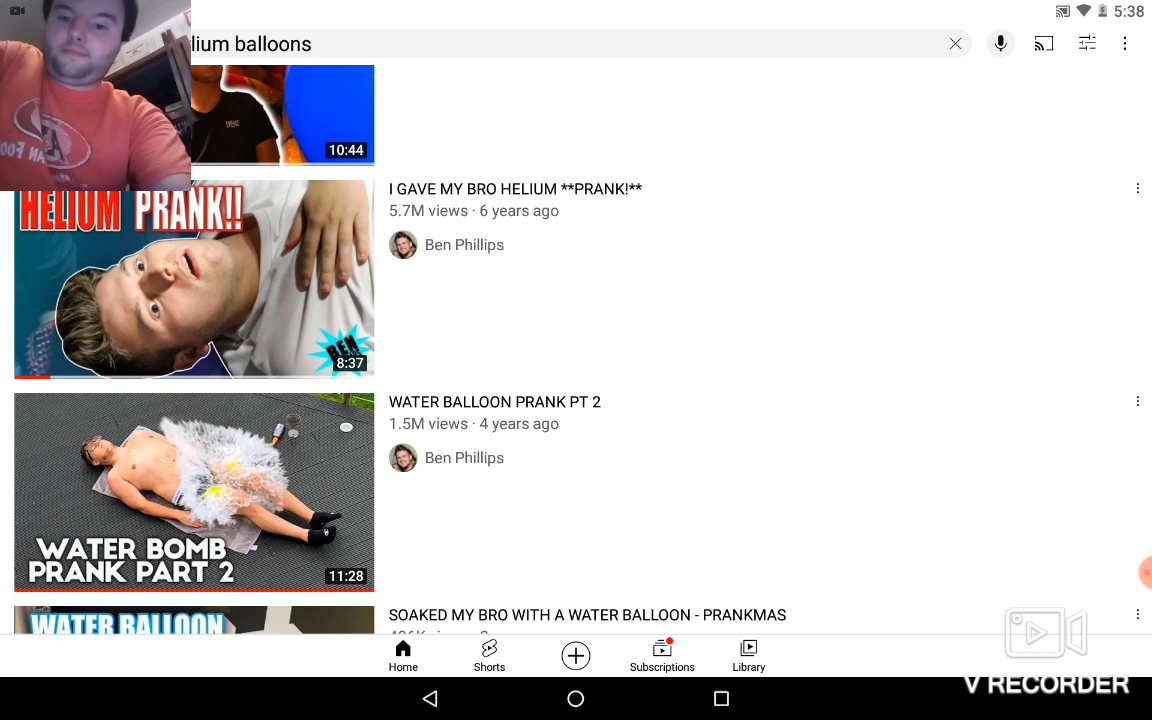 5:38
lium balloons
10:44
HELIUM PRANK!!
BEN
8:37
I GAVE MY BRO HELIUM **PRANK!**
5.7M views · 6 years ago
Ben Phillips
WATER BOMB
PRANK PART 2
11:28
WATER BALLOON PRANK PT 2
1.5M views · 4 years ago
Ben Phillips
WATER BALLOON
SOAKED MY BRO WITH A WATER BALLOON - PRANKMAS
Home
Shorts
Subscriptions
Library
V RECORDER